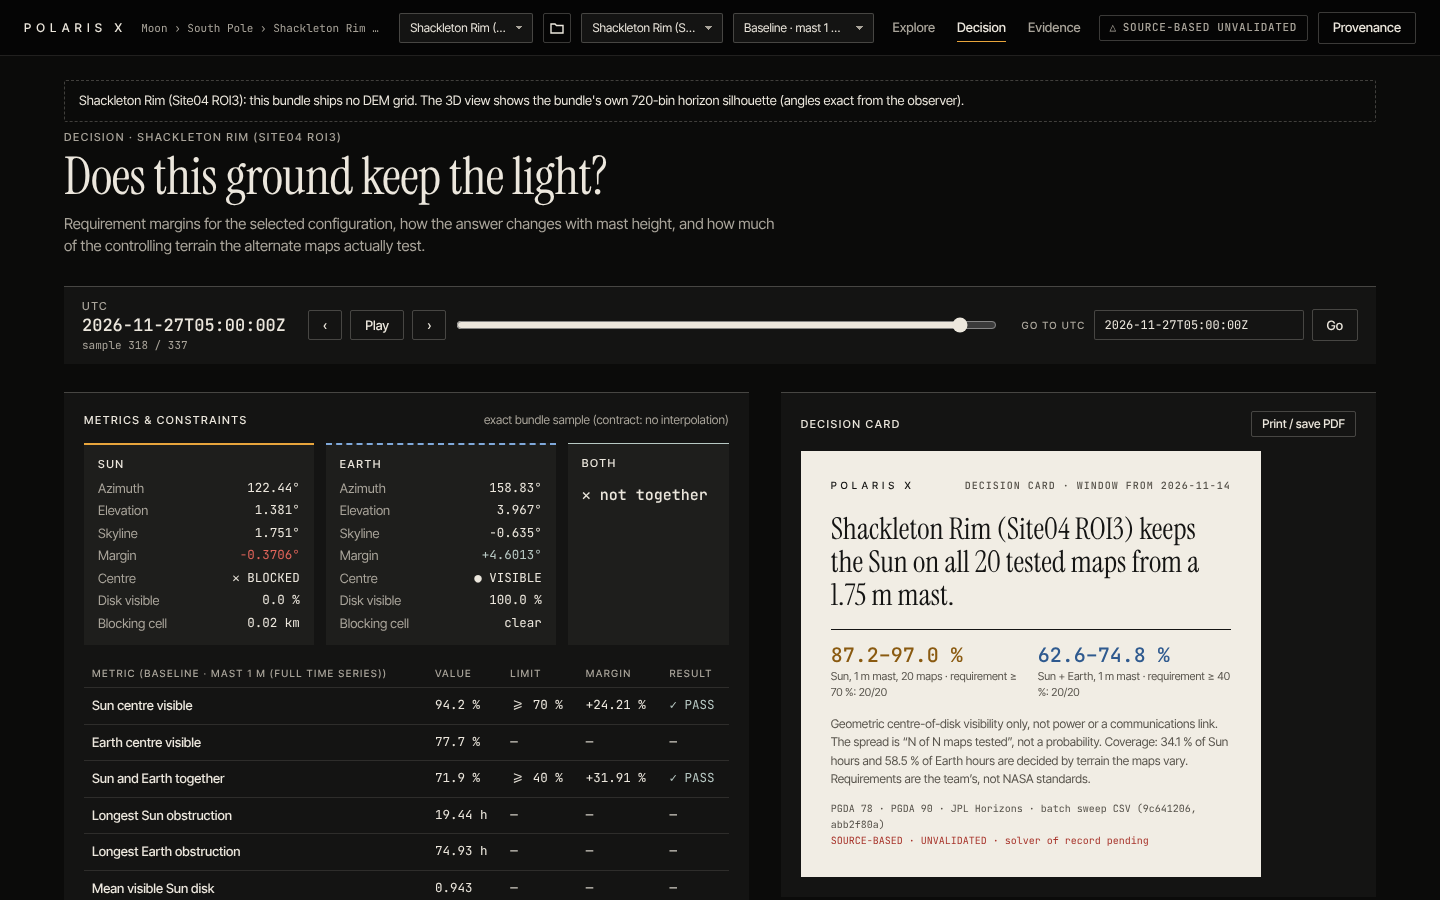 POLARIS X
Moon › South Pole › Shackleton Rim …
Shackleton Rim (...
Shackleton Rim (S...
Baseline · mast 1 ...
Explore
Decision
Evidence
△ SOURCE-BASED UNVALIDATED
Provenance
Shackleton Rim (Site04 ROI3): this bundle ships no DEM grid. The 3D view shows the bundle's own 720-bin horizon silhouette (angles exact from the observer).
DECISION · SHACKLETON RIM (SITE04 ROI3)
Does this ground keep the light?
Requirement margins for the selected configuration, how the answer changes with mast height, and how much
of the controlling terrain the alternate maps actually test.
UTC
2026-11-27T05:00:00Z
sample 318 / 337
‹
Play
›
GO TO UTC
2026-11-27T05:00:00Z
Go
METRICS & CONSTRAINTS
exact bundle sample (contract: no interpolation)
SUN
Azimuth 122.44°
Elevation 1.381°
Skyline 1.751°
Margin -0.3706°
Centre × BLOCKED
Disk visible 0.0 %
Blocking cell 0.02 km
EARTH
Azimuth 158.83°
Elevation 3.967°
Skyline -0.635°
Margin +4.6013°
Centre ● VISIBLE
Disk visible 100.0 %
Blocking cell clear
BOTH
× not together
METRIC (BASELINE · MAST 1 M (FULL TIME SERIES)) VALUE LIMIT MARGIN RESULT
Sun centre visible 94.2 % ⩾ 70 % +24.21 % ✓ PASS
Earth centre visible 77.7 % — — —
Sun and Earth together 71.9 % ⩾ 40 % +31.91 % ✓ PASS
Longest Sun obstruction 19.44 h — — —
Longest Earth obstruction 74.93 h — — —
Mean visible Sun disk 0.943 — — —
DECISION CARD
Print / save PDF
POLARIS X
DECISION CARD · WINDOW FROM 2026-11-14
Shackleton Rim (Site04 ROI3) keeps
the Sun on all 20 tested maps from a
1.75 m mast.
87.2–97.0 %
Sun, 1 m mast, 20 maps · requirement ≥
70 %: 20/20
62.6–74.8 %
Sun + Earth, 1 m mast · requirement ≥ 40
%: 20/20
Geometric centre-of-disk visibility only, not power or a communications link.
The spread is “N of N maps tested”, not a probability. Coverage: 34.1 % of Sun
hours and 58.5 % of Earth hours are decided by terrain the maps vary.
Requirements are the team’s, not NASA standards.
PGDA 78 · PGDA 90 · JPL Horizons · batch sweep CSV (9c641206,
abb2f80a)
SOURCE-BASED · UNVALIDATED · solver of record pending